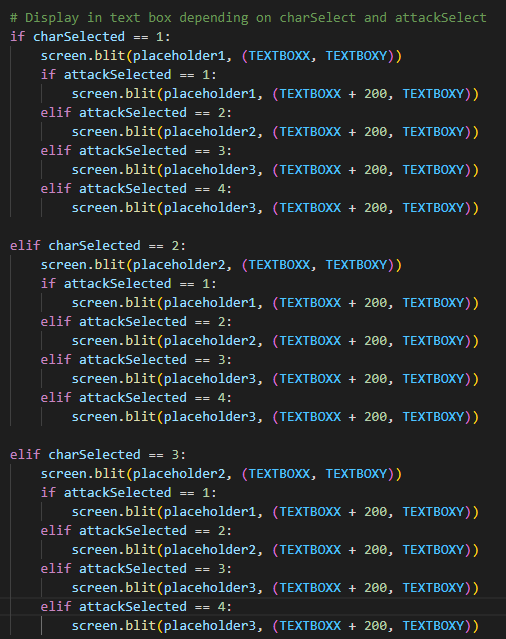 # Display in text box depending on charSelect and attackSelect
if charSelected == 1:
    screen.blit(placeholder1, (TEXTBOXX, TEXTBOXY))
    if attackSelected == 1:
        screen.blit(placeholder1, (TEXTBOXX + 200, TEXTBOXY))
    elif attackSelected == 2:
        screen.blit(placeholder2, (TEXTBOXX + 200, TEXTBOXY))
    elif attackSelected == 3:
        screen.blit(placeholder3, (TEXTBOXX + 200, TEXTBOXY))
    elif attackSelected == 4:
        screen.blit(placeholder3, (TEXTBOXX + 200, TEXTBOXY))

elif charSelected == 2:
    screen.blit(placeholder2, (TEXTBOXX, TEXTBOXY))
    if attackSelected == 1:
        screen.blit(placeholder1, (TEXTBOXX + 200, TEXTBOXY))
    elif attackSelected == 2:
        screen.blit(placeholder2, (TEXTBOXX + 200, TEXTBOXY))
    elif attackSelected == 3:
        screen.blit(placeholder3, (TEXTBOXX + 200, TEXTBOXY))
    elif attackSelected == 4:
        screen.blit(placeholder3, (TEXTBOXX + 200, TEXTBOXY))

elif charSelected == 3:
    screen.blit(placeholder2, (TEXTBOXX, TEXTBOXY))
    if attackSelected == 1:
        screen.blit(placeholder1, (TEXTBOXX + 200, TEXTBOXY))
    elif attackSelected == 2:
        screen.blit(placeholder2, (TEXTBOXX + 200, TEXTBOXY))
    elif attackSelected == 3:
        screen.blit(placeholder3, (TEXTBOXX + 200, TEXTBOXY))
    elif attackSelected == 4:
        screen.blit(placeholder3, (TEXTBOXX + 200, TEXTBOXY))